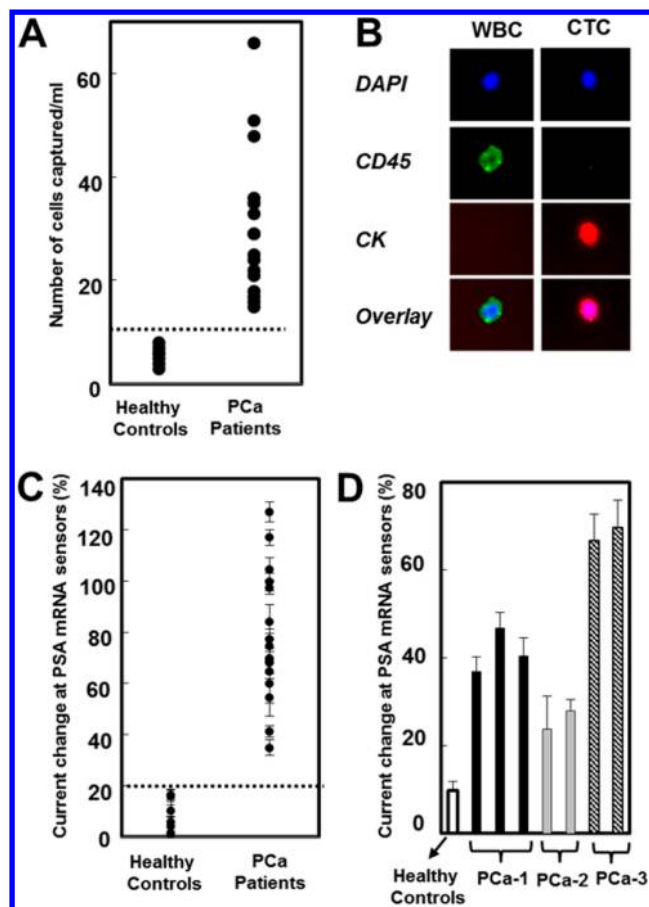 A
Number of cells captured/ml
60
40
20
0
Healthy
Controls
PCa
Patients
B
WBC
CTC
DAPI
CD45
CK
Overlay
C
Current change at PSA mRNA sensors (%)
140
120
100
80
60
40
20
0
Healthy
Controls
PCa
Patients
D
Current change at PSA mRNA sensors (%)
80
60
40
20
0
Healthy
Controls
PCa-1
PCa-2
PCa-3